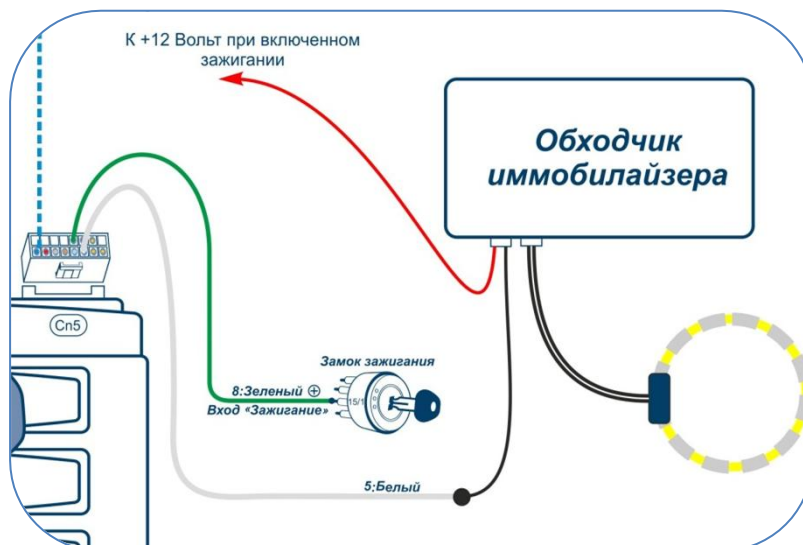 К +12 Вольт при включенном
зажигании
Обходчик
иммобилайзера
Сп5
Замок зажигания
8:Зеленый ⊕
Вход «Зажигание»
15/1
5:Белый